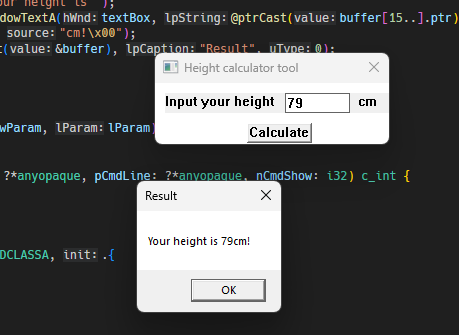 our height is ");
dowTextA(hWnd: textBox, lpString: @ptrCast(value: buffer[15..].ptr)
source: "cm!\x00");
t(value: &buffer), lpCaption: "Result", uType: 0);
Height calculator tool
Input your height 79 cm
Calculate
wParam, lParam: lParam)
?*anyopaque, pCmdLine: ?*anyopaque, nCmdShow: i32) c_int {
Result
Your height is 79cm!
DCLASSA, init: .{
OK